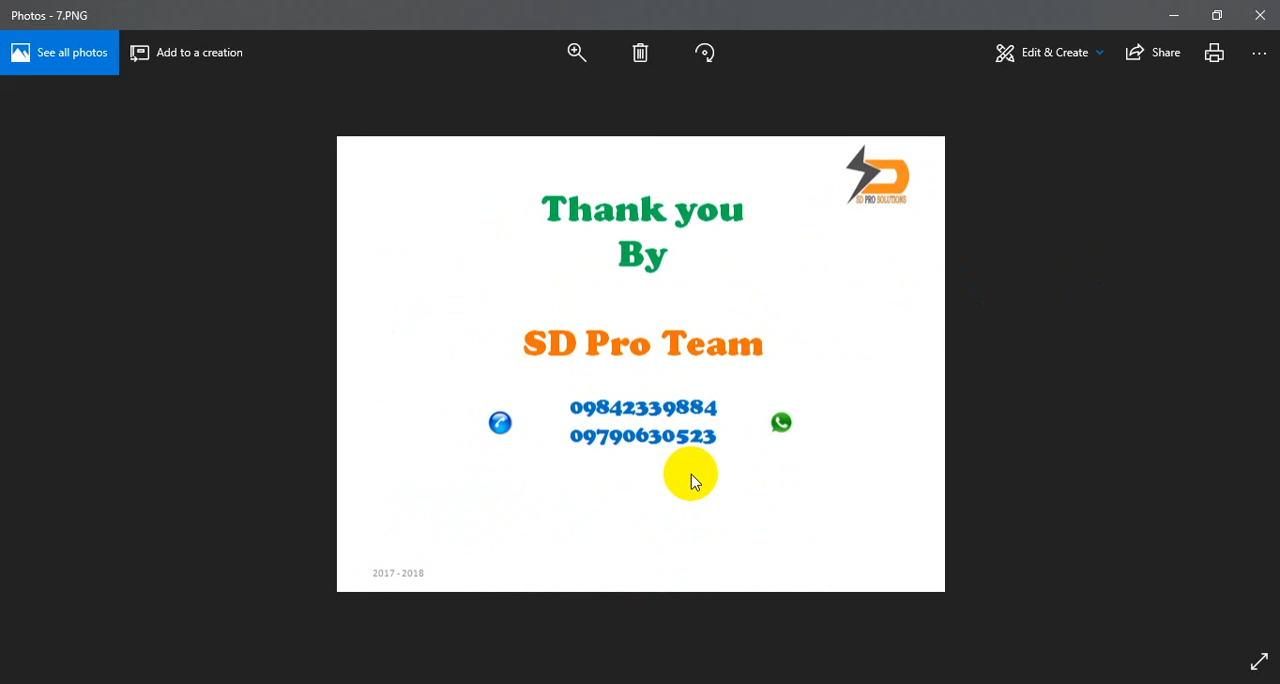 Photos - 7.PNG
See all photos
Add to a creation
Edit & Create
Share
SD PRO SOLUTIONS
Thank you
By
SD Pro Team
09842339884
09790630523
2017 - 2018